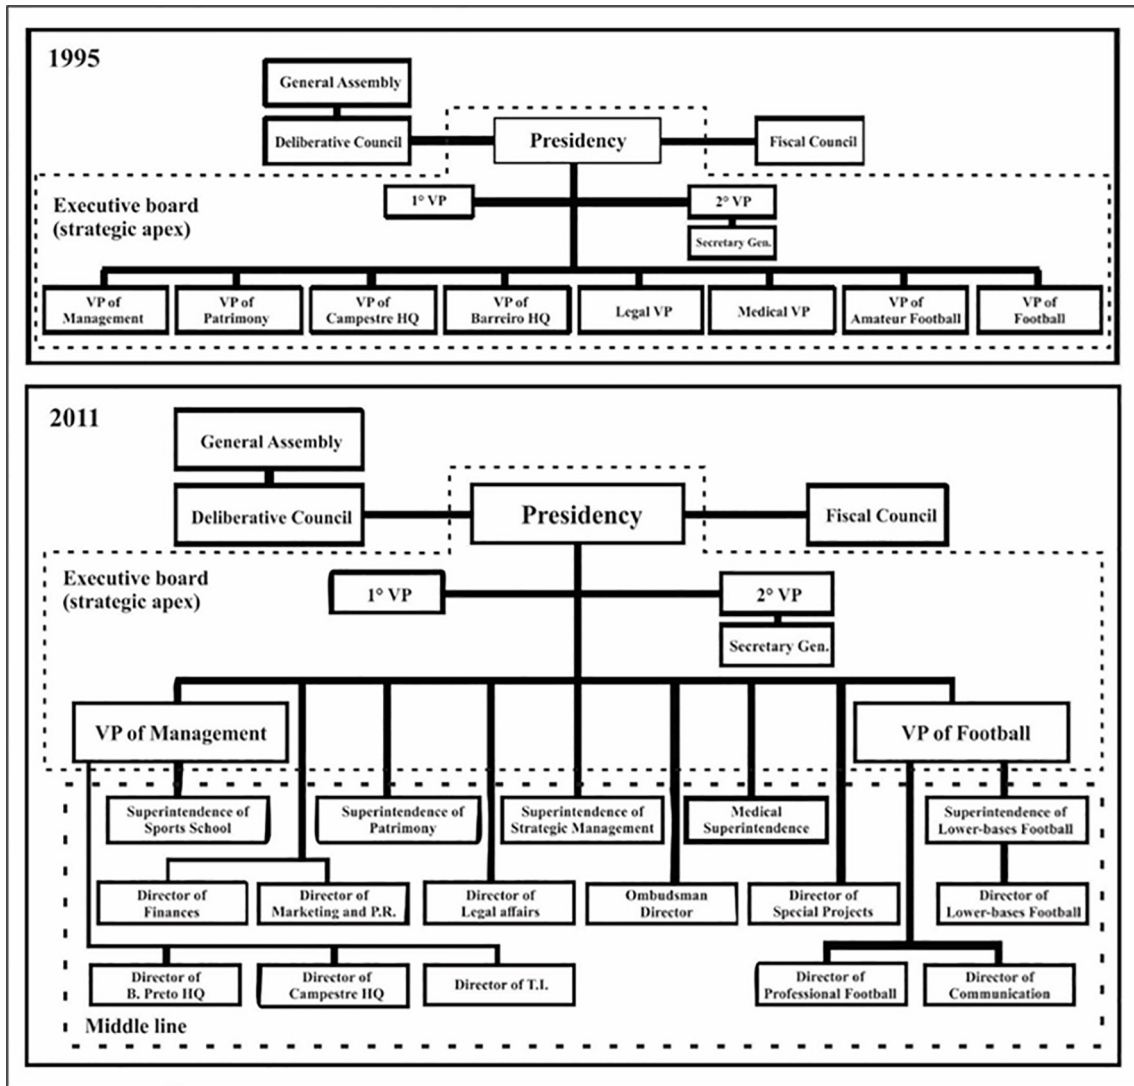 1995
General Assembly
Deliberative Council
Presidency
Fiscal Council
Executive board
(strategic apex)
1° VP
2° VP
Secretary Gen.
VP of
Management
VP of
Patrimony
VP of
Campestre HQ
VP of
Barreiro HQ
Legal VP
Medical VP
VP of
Amateur Football
VP of
Football
2011
General Assembly
Deliberative Council
Presidency
Fiscal Council
Executive board
(strategic apex)
1° VP
2° VP
Secretary Gen.
VP of Management
VP of Football
Superintendence of
Sports School
Superintendence of
Patrimony
Superintendence of
Strategic Management
Medical
Superintendence
Superintendence of
Lower-bases Football
Director of
Finances
Director of
Marketing and P.R.
Director of
Legal affairs
Ombudsman
Director
Director of
Special Projects
Director of
Lower-bases Football
Director of
B. Preto HQ
Director of
Campestre HQ
Director of T.I.
Director of
Professional Football
Director of
Communication
Middle line